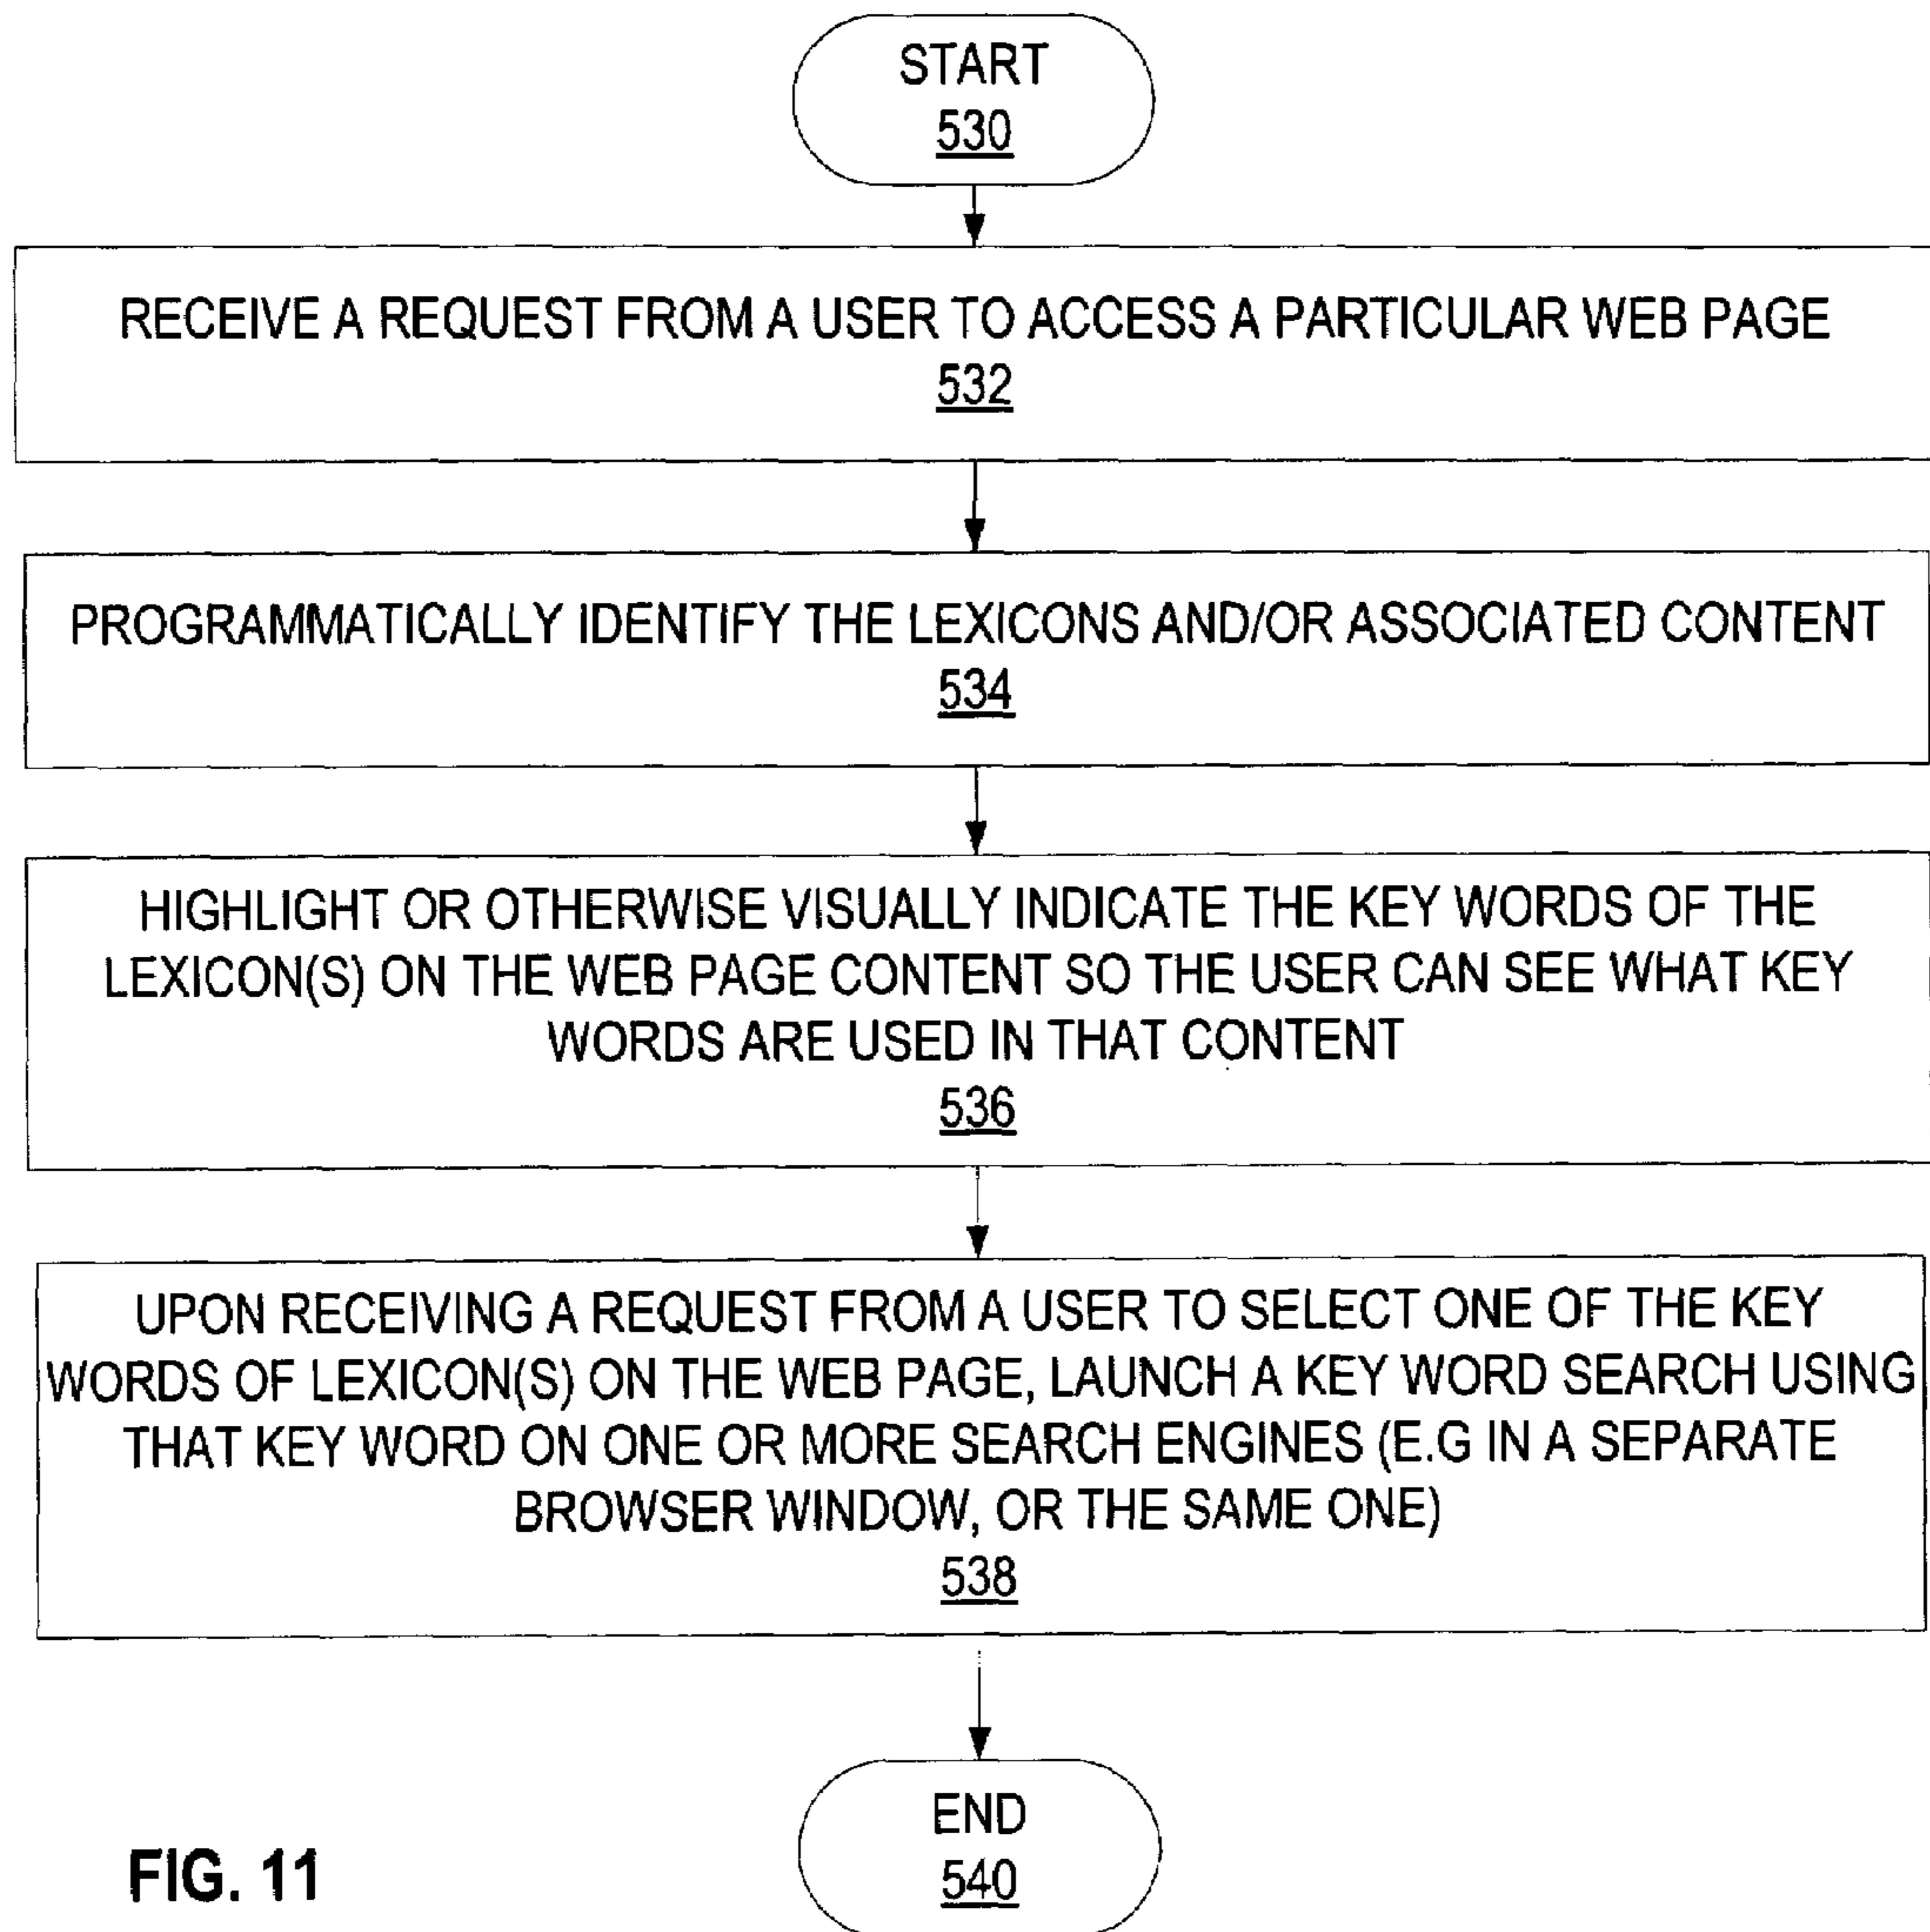 START
530
RECEIVE A REQUEST FROM A USER TO ACCESS A PARTICULAR WEB PAGE
532
PROGRAMMATICALLY IDENTIFY THE LEXICONS AND/OR ASSOCIATED CONTENT
534
HIGHLIGHT OR OTHERWISE VISUALLY INDICATE THE KEY WORDS OF THE
LEXICON(S) ON THE WEB PAGE CONTENT SO THE USER CAN SEE WHAT KEY
WORDS ARE USED IN THAT CONTENT
536
UPON RECEIVING A REQUEST FROM A USER TO SELECT ONE OF THE KEY
WORDS OF LEXICON(S) ON THE WEB PAGE, LAUNCH A KEY WORD SEARCH USING
THAT KEY WORD ON ONE OR MORE SEARCH ENGINES (E.G IN A SEPARATE
BROWSER WINDOW, OR THE SAME ONE)
538
END
540
FIG. 11